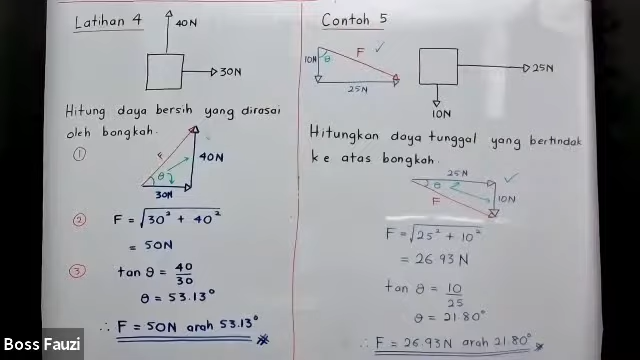 Latihan 4
40N
30N
Hitung daya bersih yang dirasai
oleh bongkah.
①
F
θ
40N
30N
② F = √30² + 40²
= 50N
③ tan θ = 40/30
θ = 53.13°
∴ F = 50N arah 53.13°
Contoh 5
10N
θ
F
25N
25N
10N
Hitungkan daya tunggal yang bertindak
ke atas bongkah.
25N
θ
F
10N
F = √25² + 10²
= 26.93 N
tan θ = 10/25
θ = 21.80°
∴ F = 26.93N arah 21.80°
Boss Fauzi